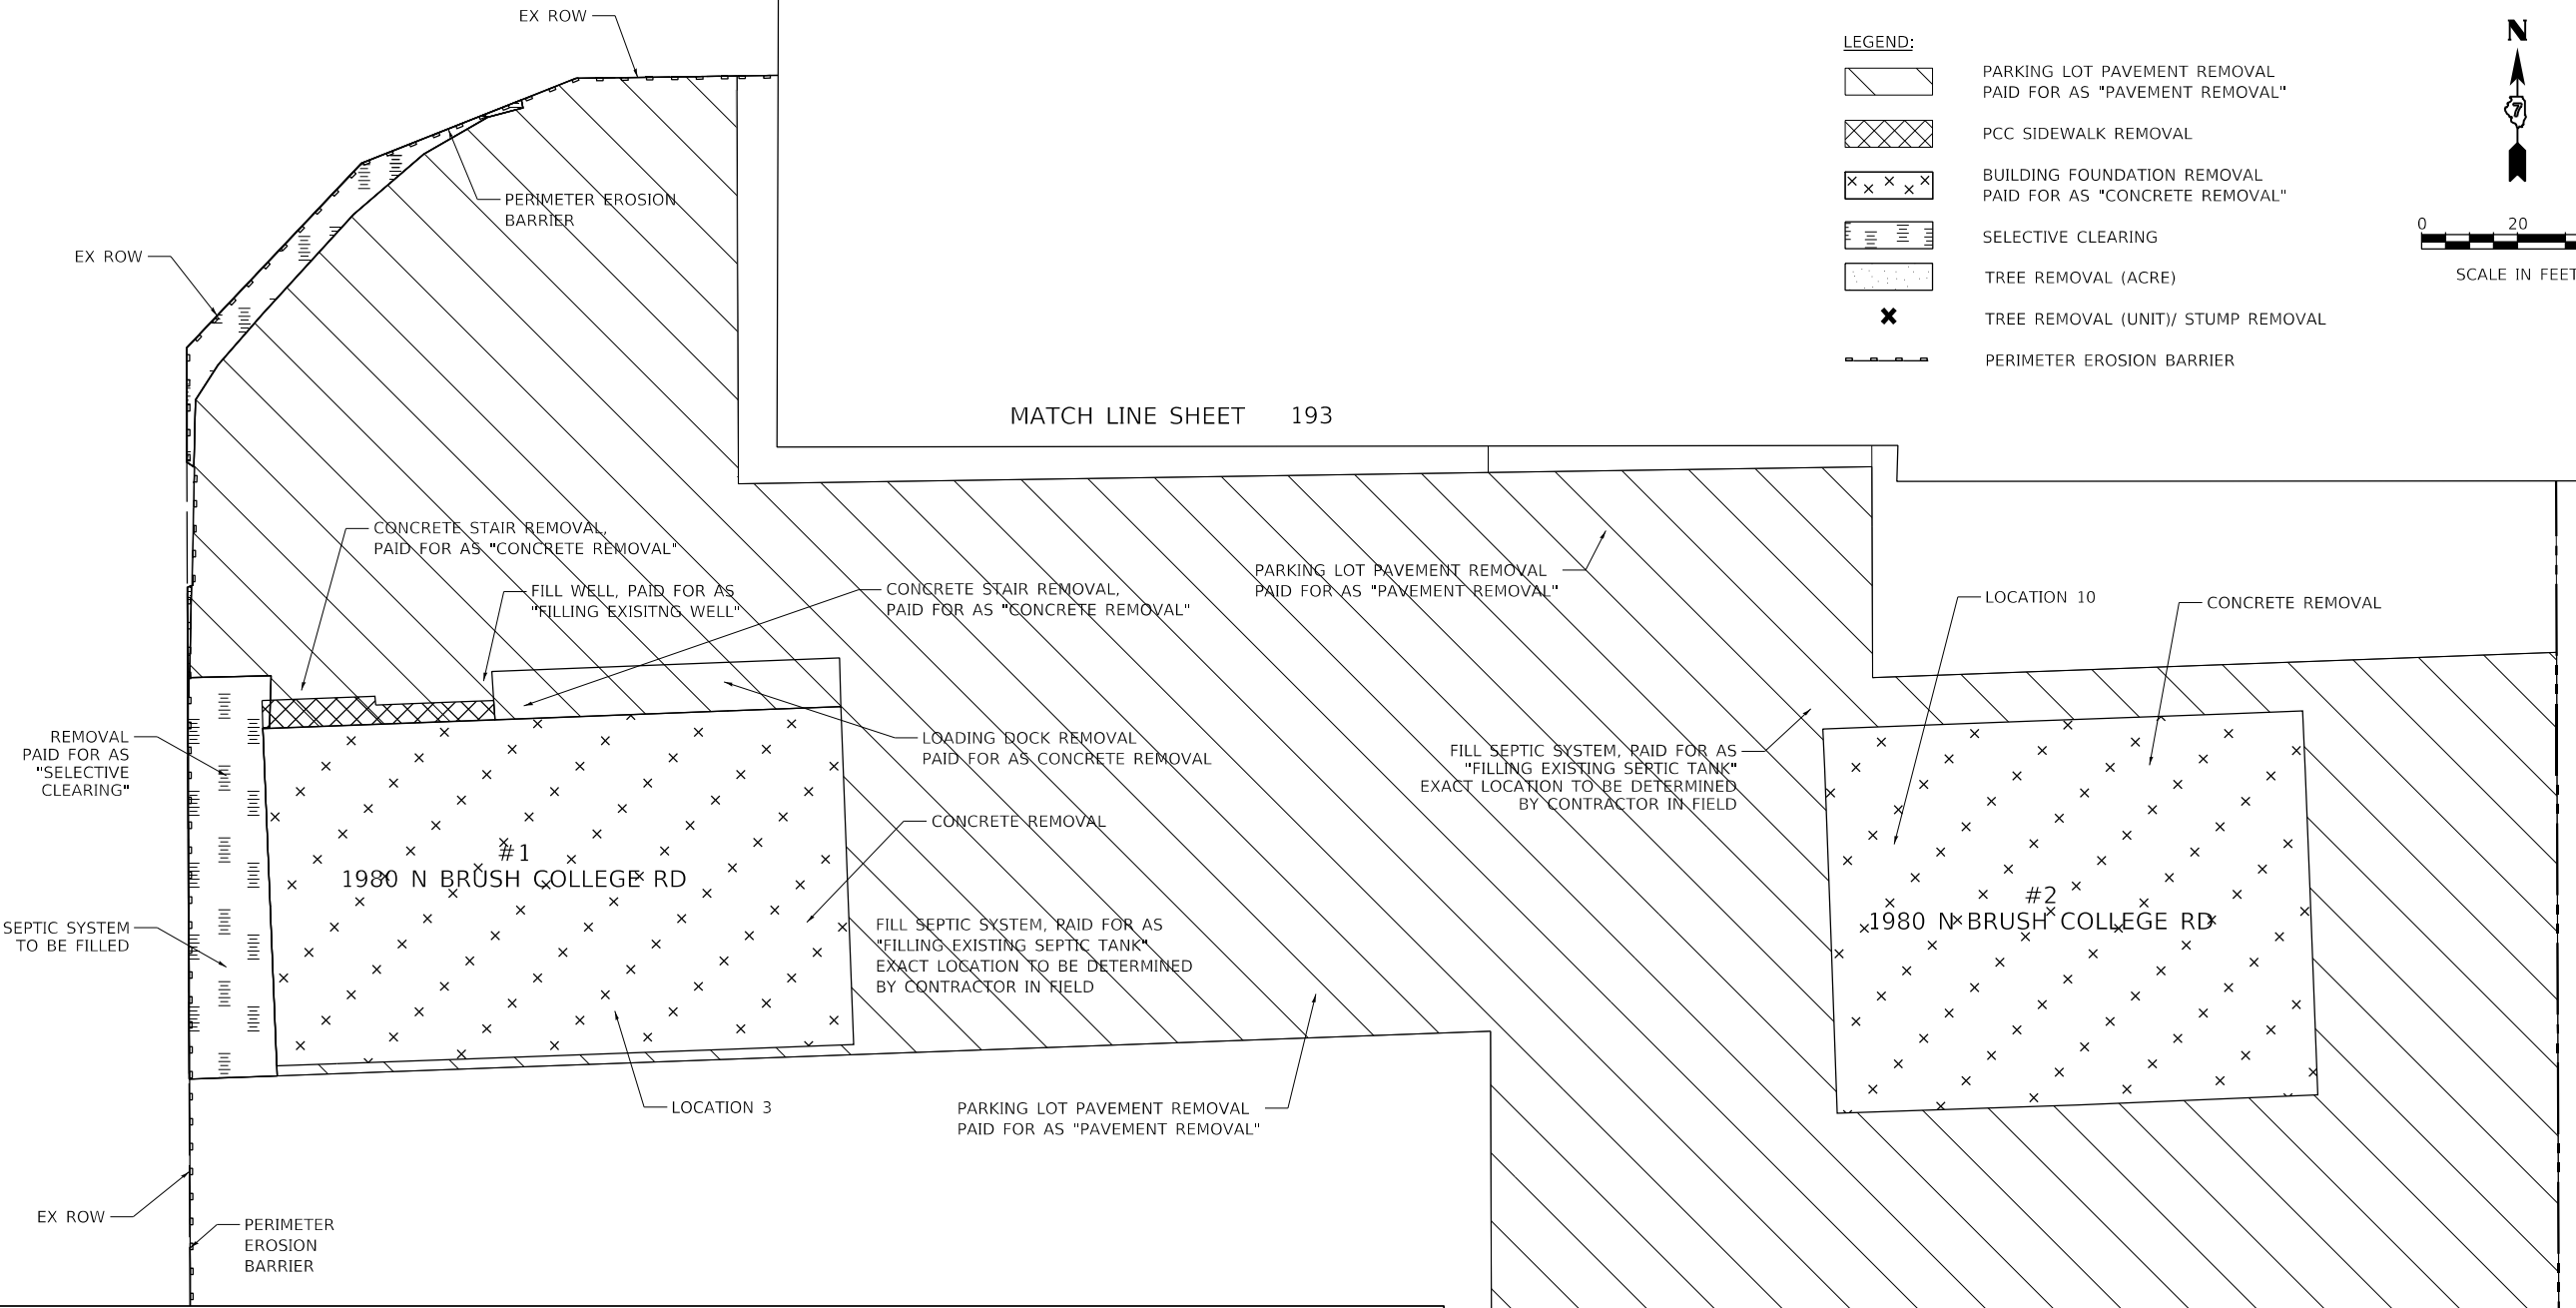 EX ROW
LEGEND:
PARKING LOT PAVEMENT REMOVAL
PAID FOR AS "PAVEMENT REMOVAL"
PCC SIDEWALK REMOVAL
BUILDING FOUNDATION REMOVAL
PAID FOR AS "CONCRETE REMOVAL"
SELECTIVE CLEARING
TREE REMOVAL (ACRE)
TREE REMOVAL (UNIT)/ STUMP REMOVAL
PERIMETER EROSION BARRIER
N
7
0 20
SCALE IN FEET
PERIMETER EROSION
BARRIER
EX ROW
MATCH LINE SHEET 193
CONCRETE STAIR REMOVAL,
PAID FOR AS "CONCRETE REMOVAL"
FILL WELL, PAID FOR AS
"FILLING EXISITNG WELL"
CONCRETE STAIR REMOVAL,
PAID FOR AS "CONCRETE REMOVAL"
PARKING LOT PAVEMENT REMOVAL
PAID FOR AS "PAVEMENT REMOVAL"
LOCATION 10
CONCRETE REMOVAL
REMOVAL
PAID FOR AS
"SELECTIVE
CLEARING"
LOADING DOCK REMOVAL
PAID FOR AS CONCRETE REMOVAL
FILL SEPTIC SYSTEM, PAID FOR AS
"FILLING EXISTING SEPTIC TANK"
EXACT LOCATION TO BE DETERMINED
BY CONTRACTOR IN FIELD
CONCRETE REMOVAL
#1
1980 N BRUSH COLLEGE RD
#2
1980 N BRUSH COLLEGE RD
SEPTIC SYSTEM
TO BE FILLED
FILL SEPTIC SYSTEM, PAID FOR AS
"FILLING EXISTING SEPTIC TANK"
EXACT LOCATION TO BE DETERMINED
BY CONTRACTOR IN FIELD
LOCATION 3
PARKING LOT PAVEMENT REMOVAL
PAID FOR AS "PAVEMENT REMOVAL"
EX ROW
PERIMETER
EROSION
BARRIER